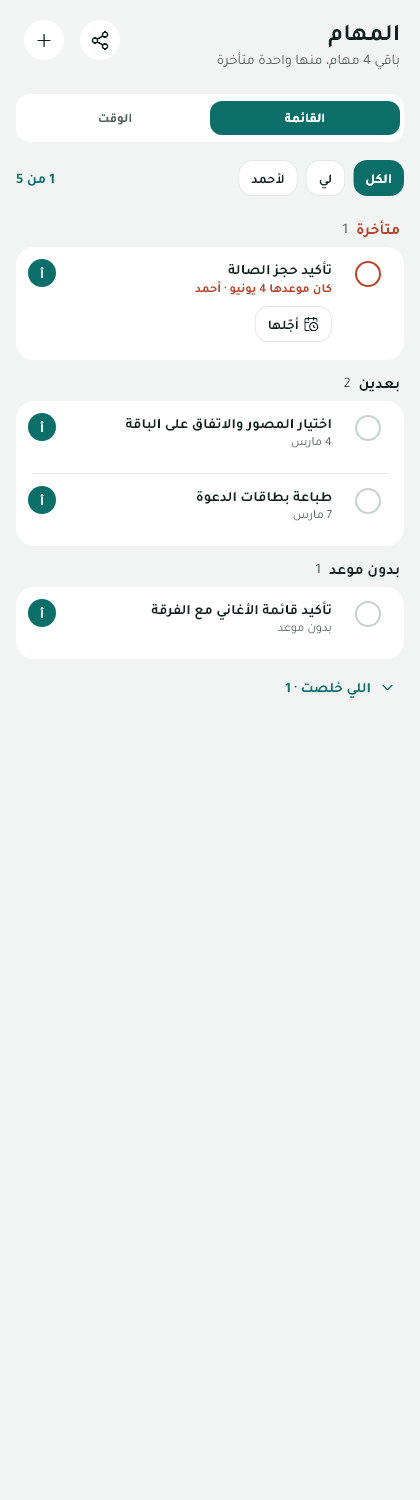 المهام
باقي 4 مهام، منها واحدة متأخرة
القائمة
الوقت
الكل
لي
لأحمد
1 من 5
متأخرة 1
تأكيد حجز الصالة
أ
كان موعدها 4 يونيو · أحمد
أجّلها
بعدين 2
اختيار المصور والاتفاق على الباقة
أ
4 مارس
طباعة بطاقات الدعوة
أ
7 مارس
بدون موعد 1
تأكيد قائمة الأغاني مع الفرقة
أ
بدون موعد
اللي خلصت · 1